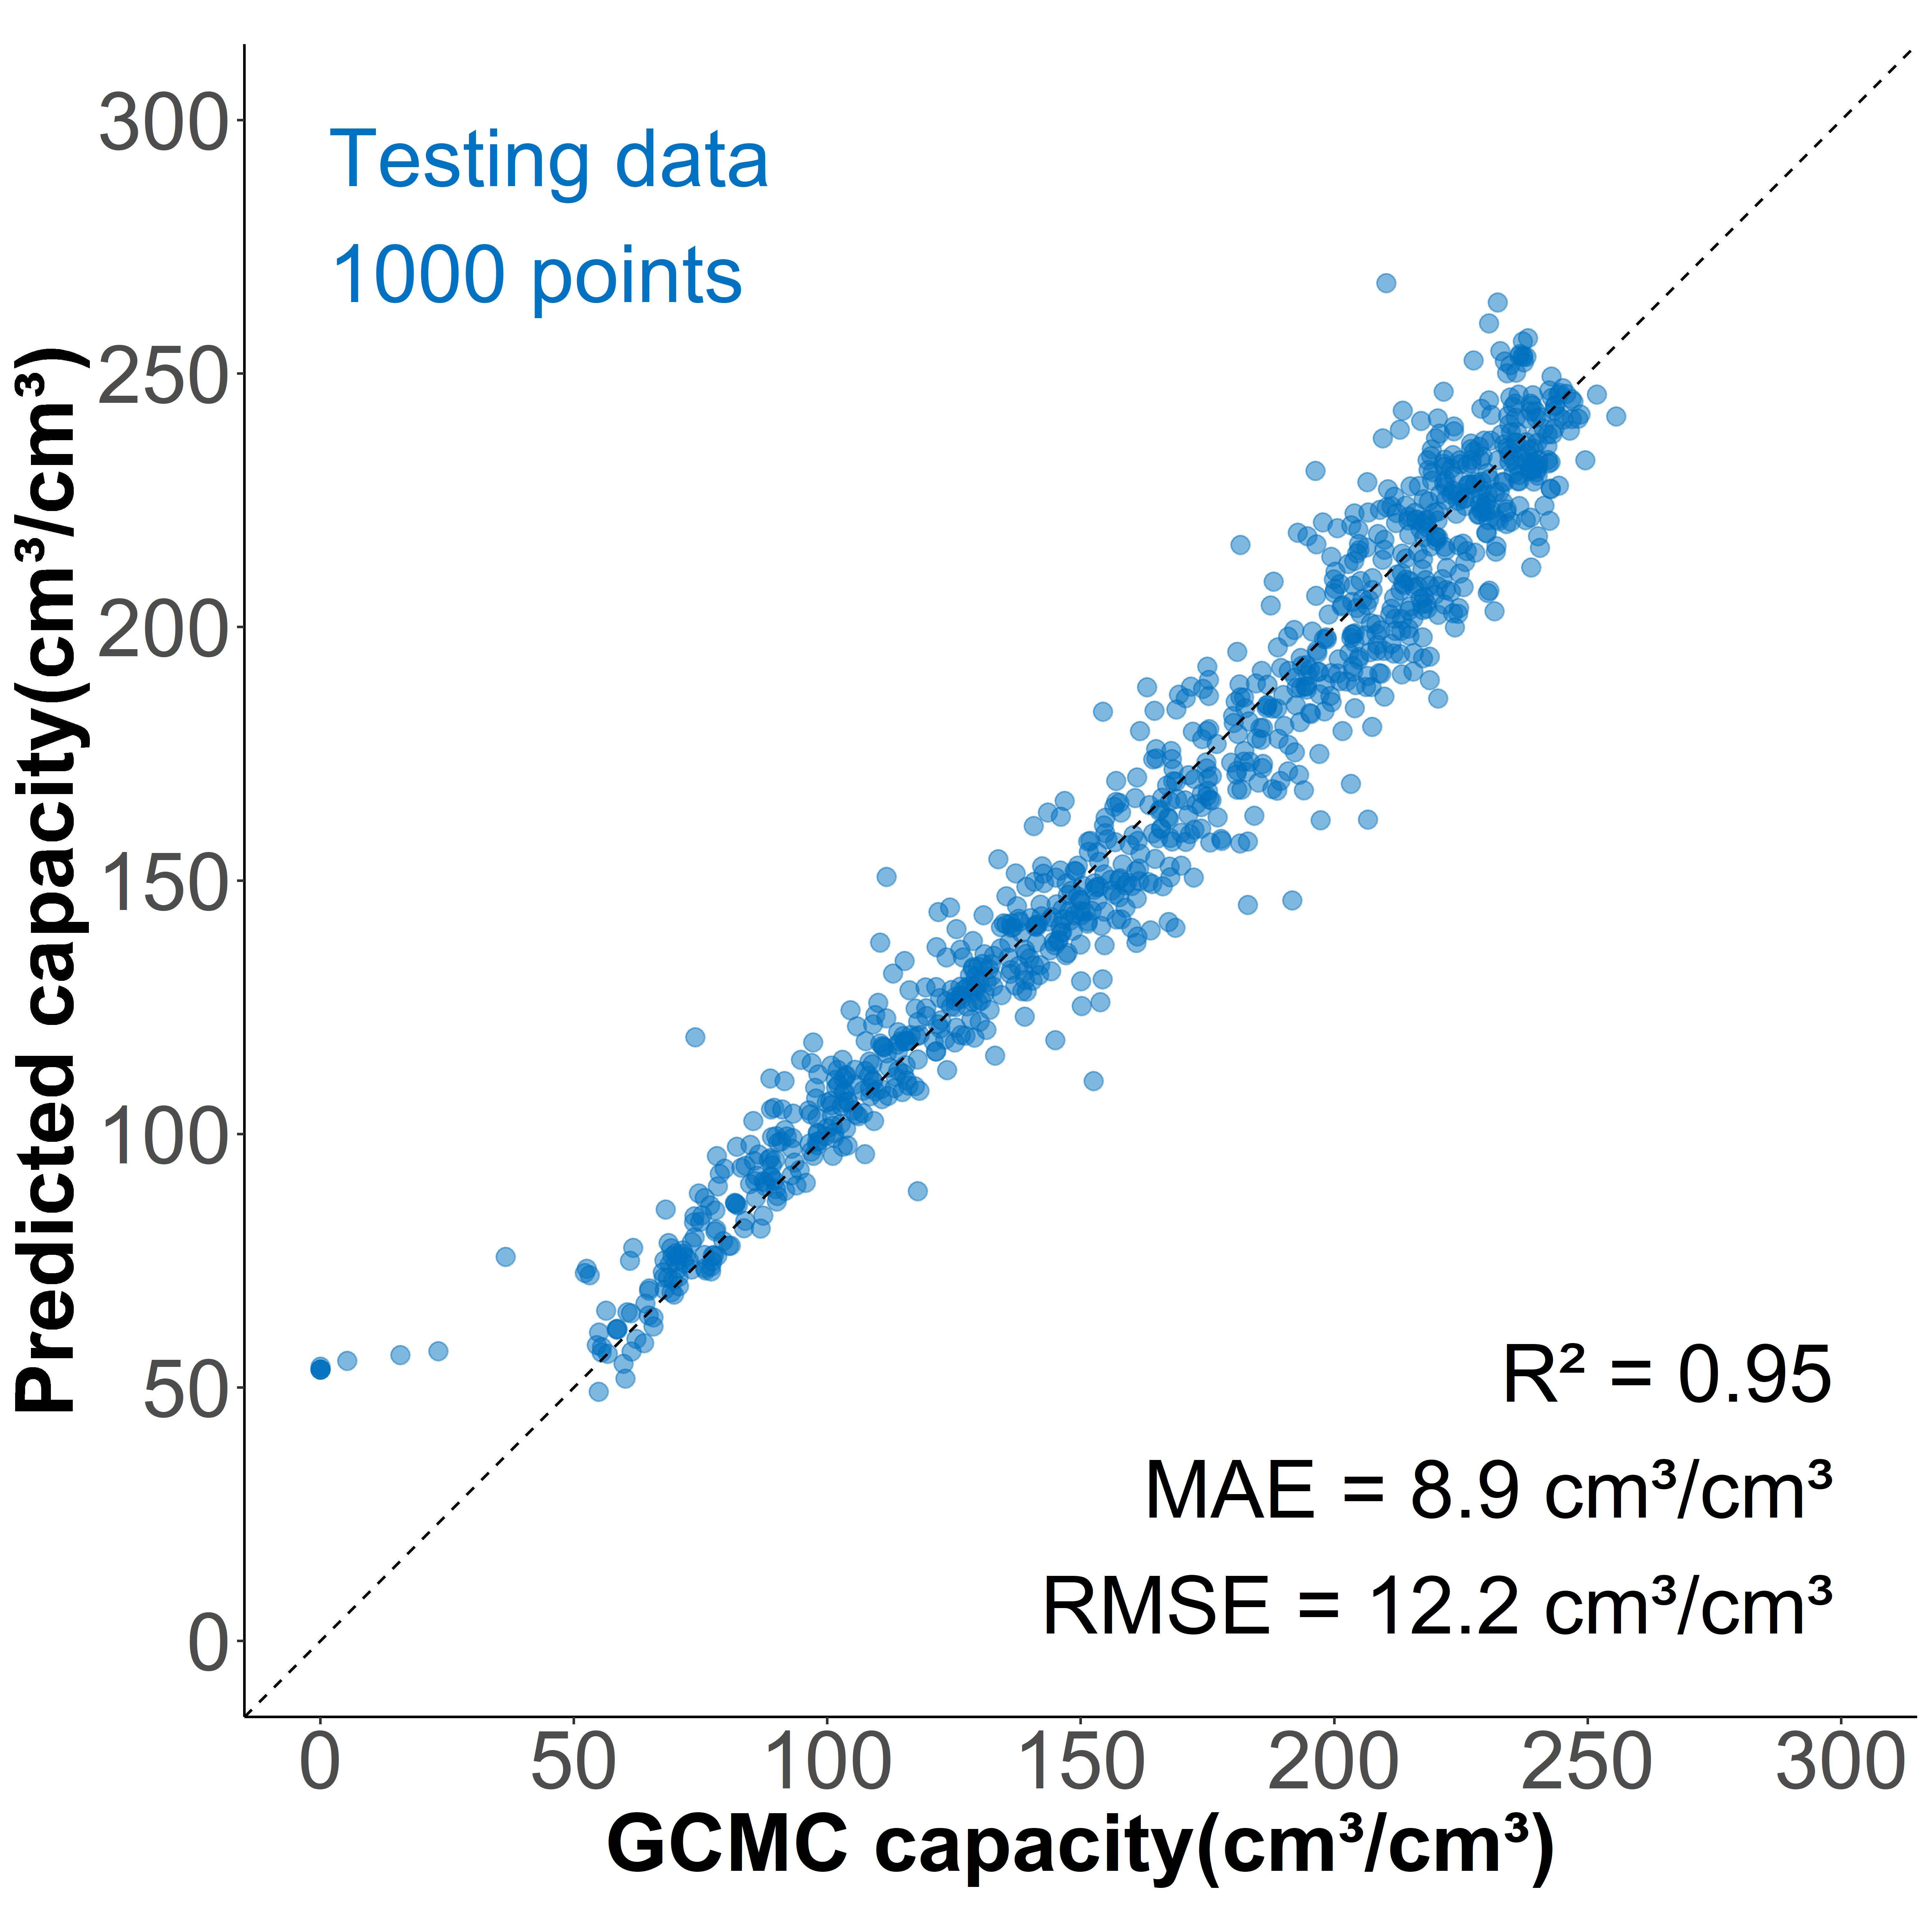 Testing data
1000 points
300
250
200
150
100
50
0
Predicted capacity(cm³/cm³)
R² = 0.95
MAE = 8.9 cm³/cm³
RMSE = 12.2 cm³/cm³
0 50 100 150 200 250 300
GCMC capacity(cm³/cm³)